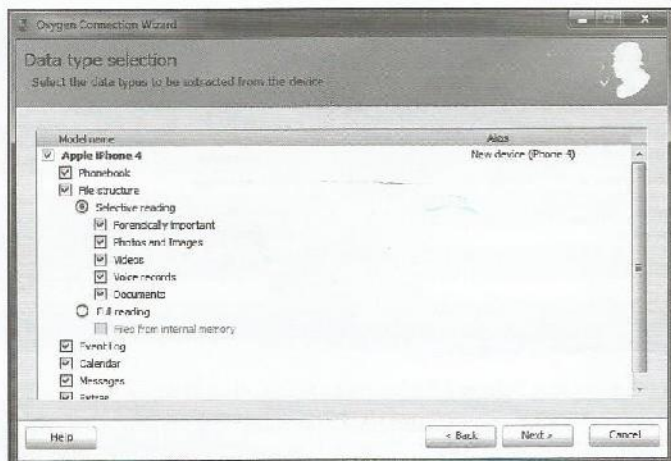 Oxygen Connection Wizard
Data type selection
Select the data types to be extracted from the device
Model name Alias
Apple iPhone 4 New device (iPhone 4)
Phonebook
File structure
Selective reading
Forensically important
Photos and Images
Videos
Voice records
Documents
Full reading
Files from internal memory
Event Log
Calendar
Messages
Extras
Help < Back Next > Cancel